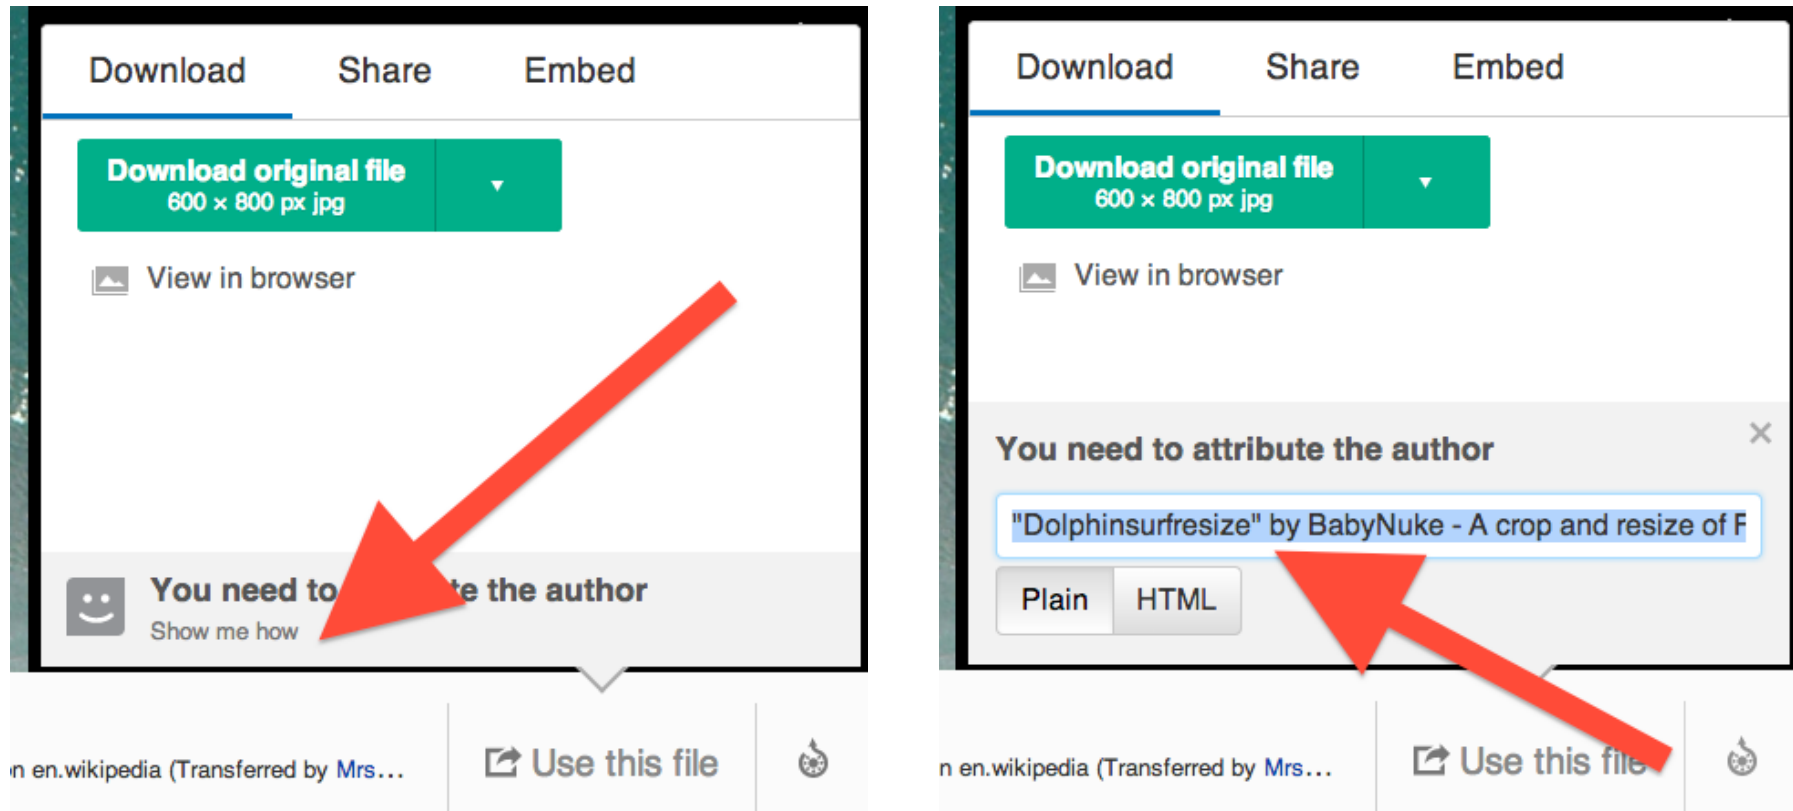 Download Share Embed
Download original file
600 × 800 px jpg
View in browser
You need to te the author
Show me how
n en.wikipedia (Transferred by Mrs...
Use this file
Download Share Embed
Download original file
600 × 800 px jpg
View in browser
You need to attribute the author
"Dolphinsurfresize" by BabyNuke - A crop and resize of F
Plain HTML
n en.wikipedia (Transferred by Mrs...
Use this file